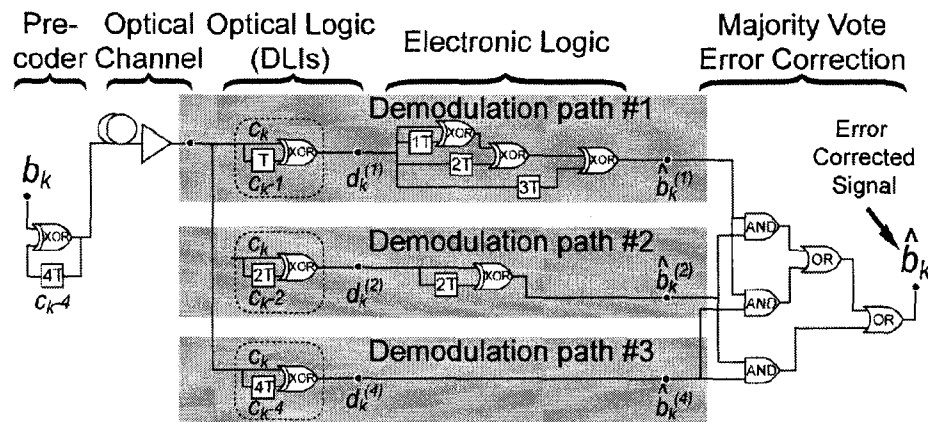 Pre-
coder
Optical
Channel
Optical Logic
(DLIs)
Electronic Logic
Majority Vote
Error Correction
Demodulation path #1
b_k
XOR
4T
c_k-4
c_k
T
c_k-1
XOR
d_k^(1)
1T
XOR
2T
XOR
3T
XOR
b̂_k^(1)
Demodulation path #2
c_k
2T
c_k-2
XOR
d_k^(2)
2T
XOR
b̂_k^(2)
Demodulation path #3
c_k
4T
c_k-4
XOR
d_k^(4)
b̂_k^(4)
AND
AND
AND
OR
OR
Error
Corrected
Signal
b̂_k